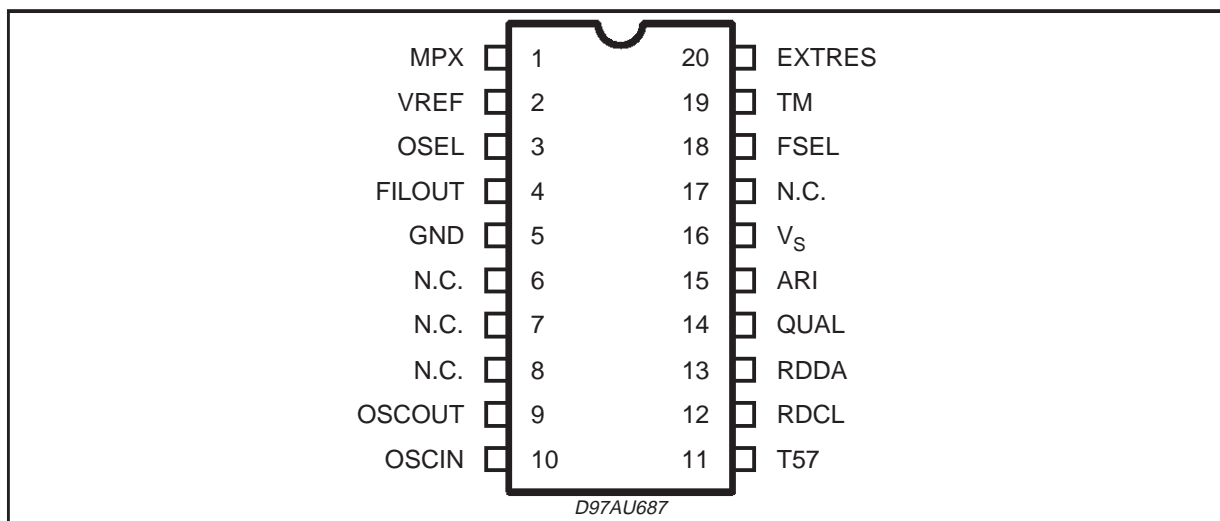 MPX 1 20 EXTRES
VREF 2 19 TM
OSEL 3 18 FSEL
FILOUT 4 17 N.C.
GND 5 16 VS
N.C. 6 15 ARI
N.C. 7 14 QUAL
N.C. 8 13 RDDA
OSCOUT 9 12 RDCL
OSCIN 10 11 T57
D97AU687